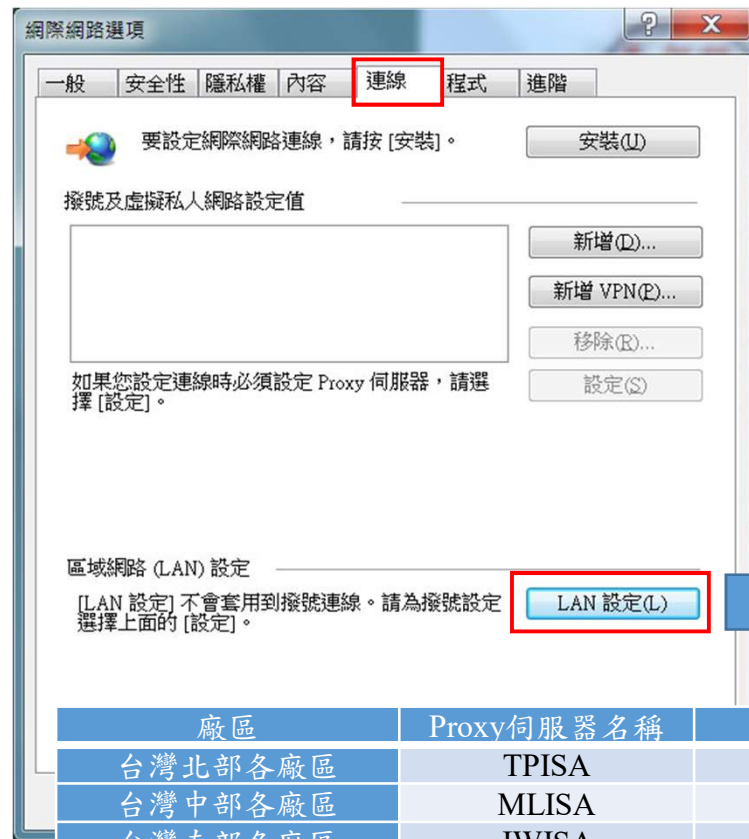 網際網路選項
一般 安全性 隱私權 內容 連線 程式 進階
要設定網際網路連線，請按 [安裝]。 安裝(U)
撥號及虛擬私人網路設定值
新增(D)...
新增 VPN(P)...
移除(R)...
如果您設定連線時必須設定 Proxy 伺服器，請選 設定(S)
擇 [設定]。
區域網路 (LAN) 設定
[LAN 設定] 不會套用到撥號連線。請為撥號設定 LAN 設定(L)
選擇上面的 [設定]。
廠區 Proxy伺服器名稱
台灣北部各廠區 TPISA
台灣中部各廠區 MLISA